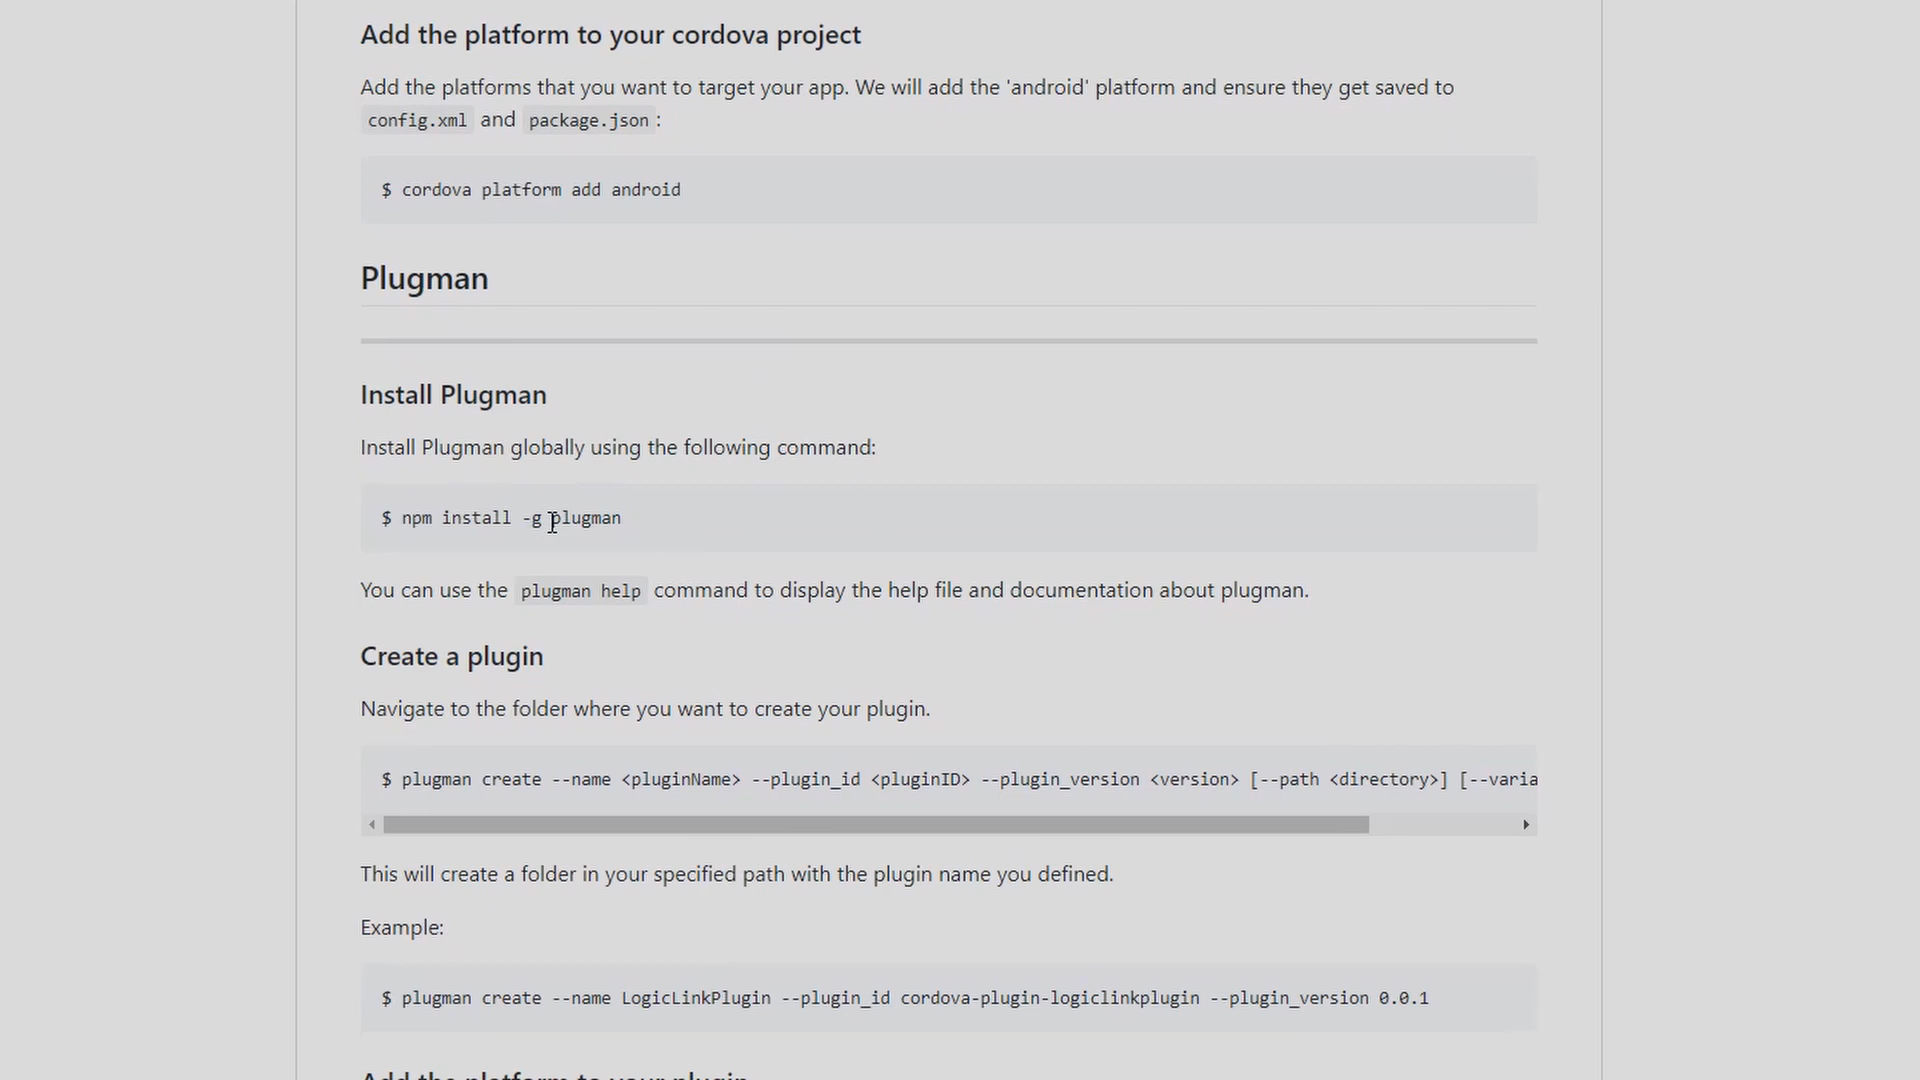 Add the platform to your cordova project
Add the platforms that you want to target your app. We will add the 'android' platform and ensure they get saved to
config.xml and package.json:
$ cordova platform add android
Plugman
Install Plugman
Install Plugman globally using the following command:
$ npm install -g plugman
You can use the plugman help command to display the help file and documentation about plugman.
Create a plugin
Navigate to the folder where you want to create your plugin.
$ plugman create --name <pluginName> --plugin_id <pluginID> --plugin_version <version> [--path <directory>] [--varia
This will create a folder in your specified path with the plugin name you defined.
Example:
$ plugman create --name LogicLinkPlugin --plugin_id cordova-plugin-logiclinkplugin --plugin_version 0.0.1
Add the platform to your plugin